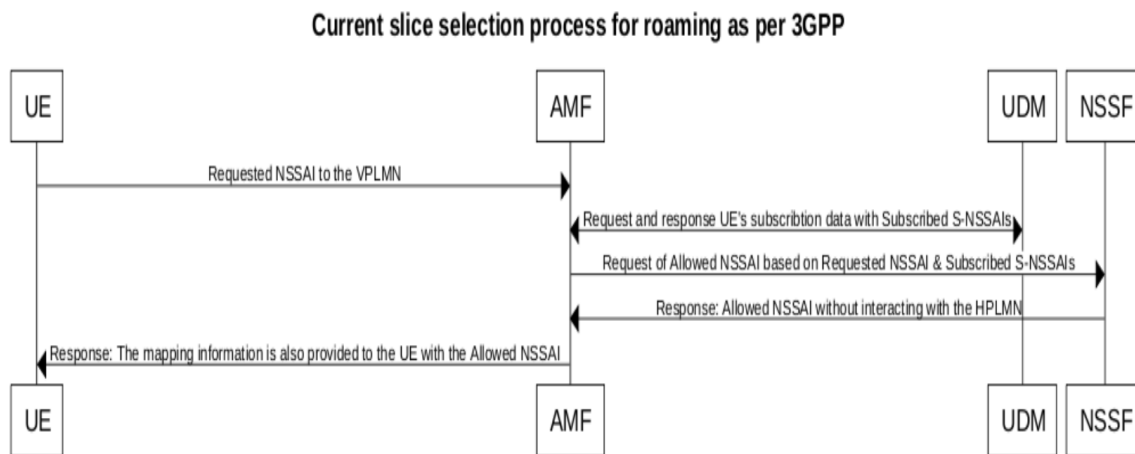 Current slice selection process for roaming as per 3GPP
UE AMF UDM NSSF
Requested NSSAI to the VPLMN
Request and response UE's subscribtion data with Subscribed S-NSSAIs
Request of Allowed NSSAI based on Requested NSSAI & Subscribed S-NSSAIs
Response: Allowed NSSAI without interacting with the HPLMN
Response: The mapping information is also provided to the UE with the Allowed NSSAI
UE AMF UDM NSSF